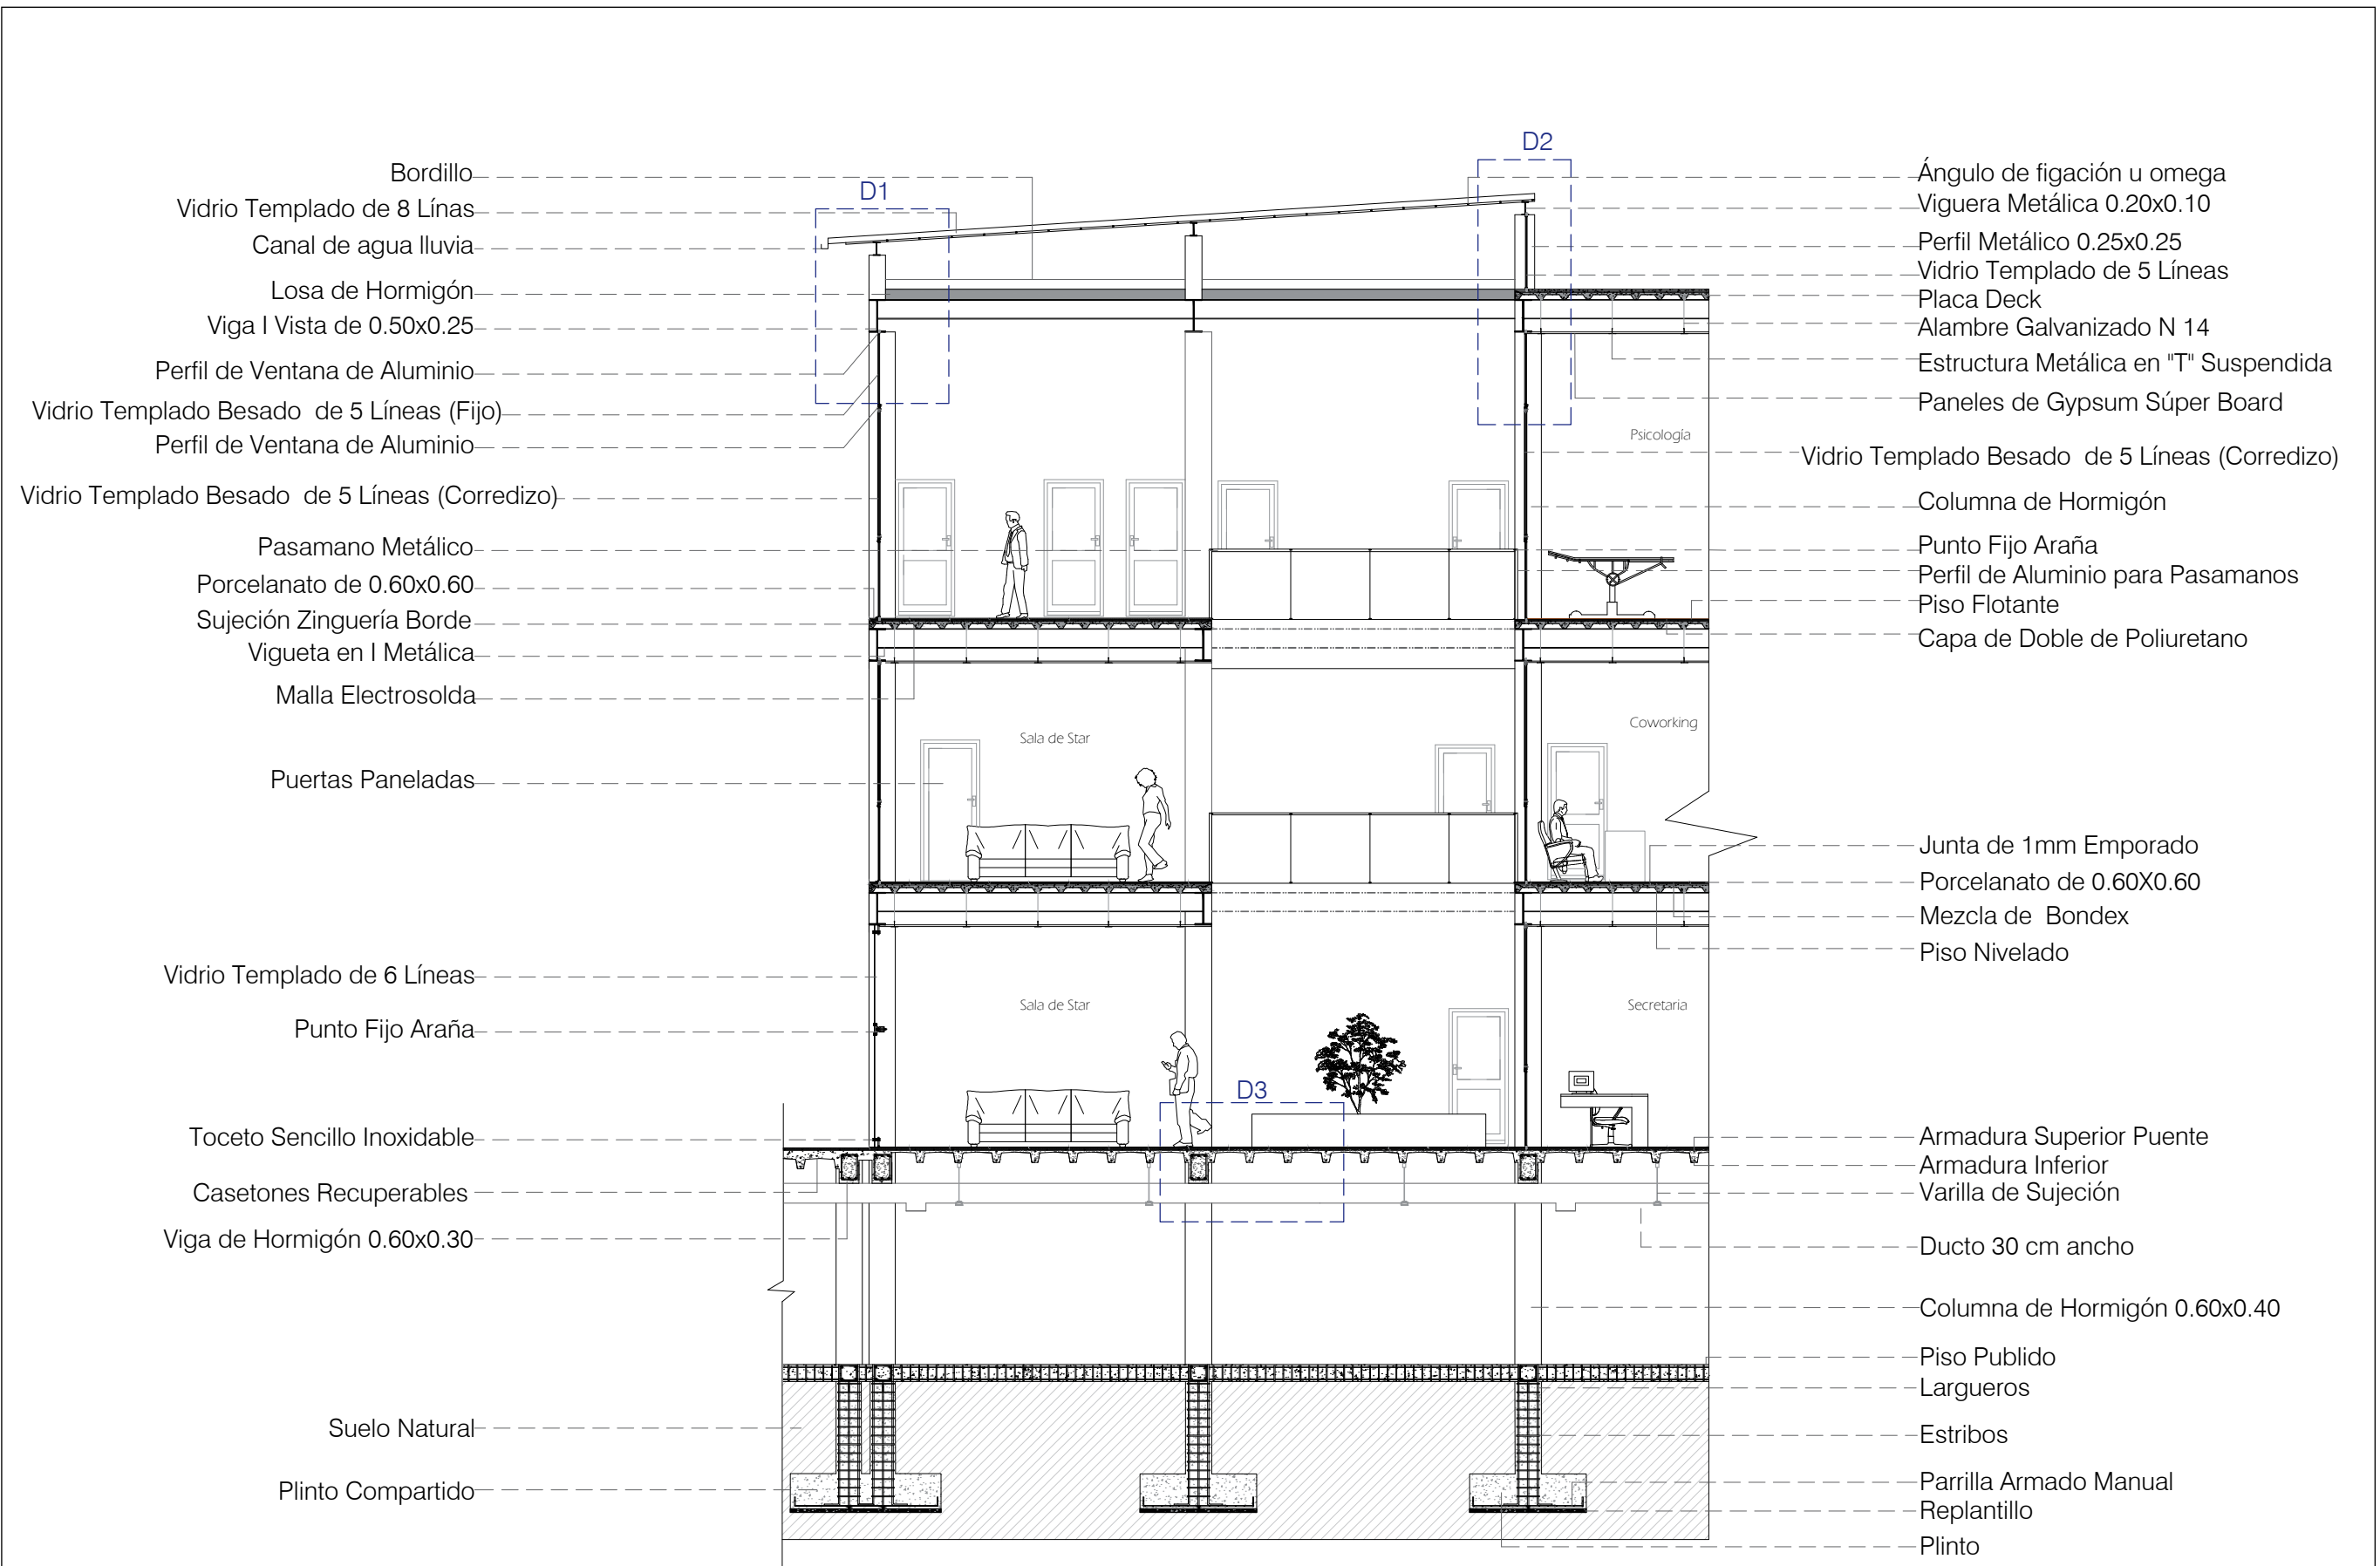 Bordillo
Vidrio Templado de 8 Línas
Canal de agua lluvia
Losa de Hormigón
Viga I Vista de 0.50x0.25
Perfil de Ventana de Aluminio
Vidrio Templado Besado  de 5 Líneas (Fijo)
Perfil de Ventana de Aluminio
Vidrio Templado Besado  de 5 Líneas (Corredizo)
Pasamano Metálico
Porcelanato de 0.60x0.60
Sujeción Zinguería Borde
Vigueta en I Metálica
Malla Electrosolda
Puertas Paneladas
Vidrio Templado de 6 Líneas
Punto Fijo Araña
Toceto Sencillo Inoxidable
Casetones Recuperables
Viga de Hormigón 0.60x0.30
Suelo Natural
Plinto Compartido
D1
D2
Psicología
Sala de Star
Coworking
Sala de Star
Secretaria
D3
Ángulo de figación u omega
Viguera Metálica 0.20x0.10
Perfil Metálico 0.25x0.25
Vidrio Templado de 5 Líneas
Placa Deck
Alambre Galvanizado N 14
Estructura Metálica en "T" Suspendida
Paneles de Gypsum Súper Board
Vidrio Templado Besado  de 5 Líneas (Corredizo)
Columna de Hormigón
Punto Fijo Araña
Perfil de Aluminio para Pasamanos
Piso Flotante
Capa de Doble de Poliuretano
Junta de 1mm Emporado
Porcelanato de 0.60X0.60
Mezcla de  Bondex
Piso Nivelado
Armadura Superior Puente
Armadura Inferior
Varilla de Sujeción
Ducto 30 cm ancho
Columna de Hormigón 0.60x0.40
Piso Publido
Largueros
Estribos
Parrilla Armado Manual
Replantillo
Plinto